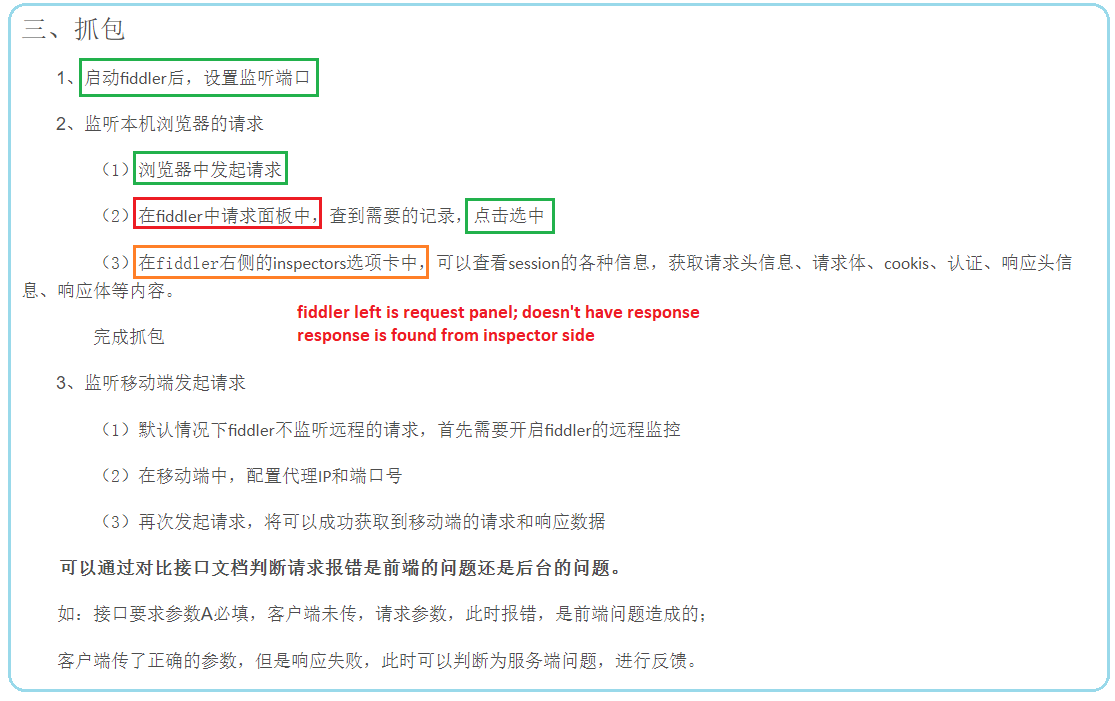 三、抓包
1、启动fiddler后，设置监听端口
2、监听本机浏览器的请求
（1）浏览器中发起请求
（2）在fiddler中请求面板中，查到需要的记录，点击选中
（3）在fiddler右侧的inspectors选项卡中，可以查看session的各种信息，获取请求头信息、请求体、cookis、认证、响应头信
息、响应体等内容。
fiddler left is request panel; doesn't have response
response is found from inspector side
完成抓包
3、监听移动端发起请求
（1）默认情况下fiddler不监听远程的请求，首先需要开启fiddler的远程监控
（2）在移动端中，配置代理IP和端口号
（3）再次发起请求，将可以成功获取到移动端的请求和响应数据
可以通过对比接口文档判断请求报错是前端的问题还是后台的问题。
如：接口要求参数A必填，客户端未传，请求参数，此时报错，是前端问题造成的；
客户端传了正确的参数，但是响应失败，此时可以判断为服务端问题，进行反馈。